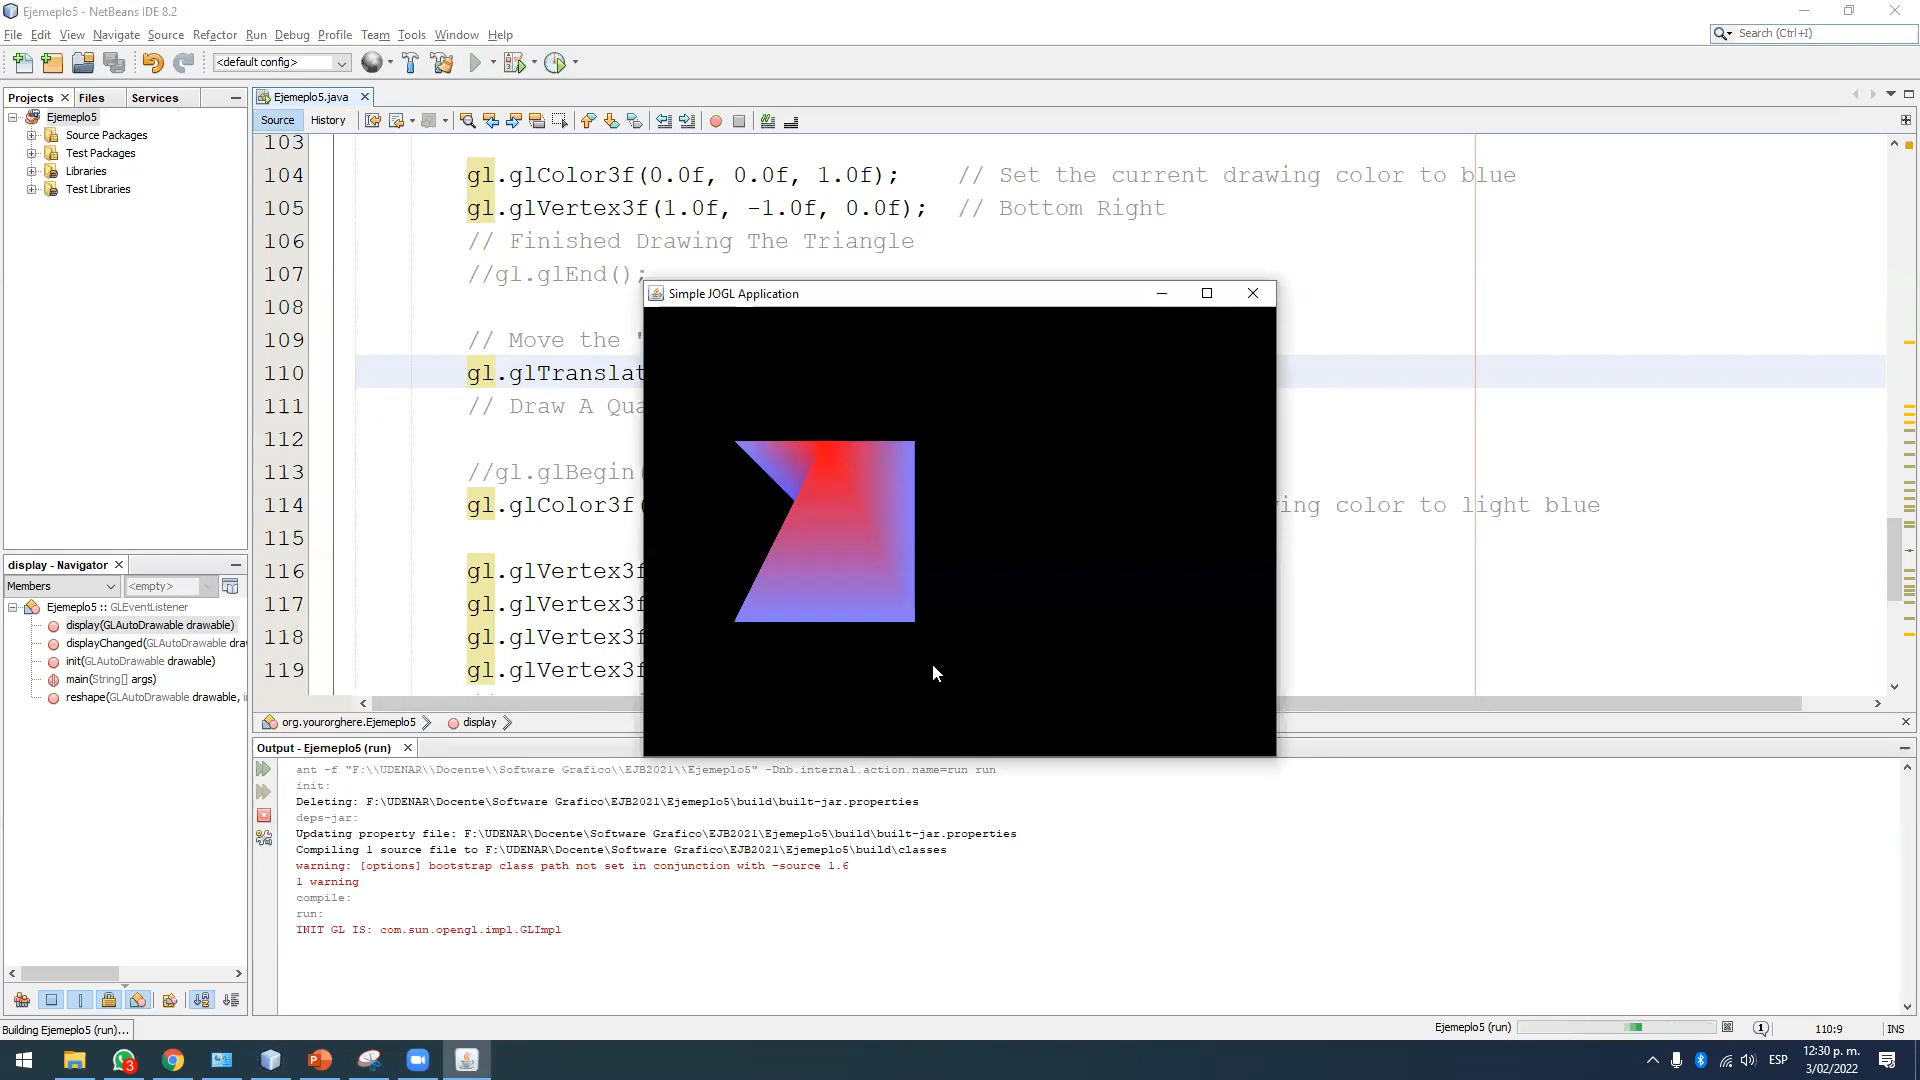 Ejemeplo5 - NetBeans IDE 8.2
File Edit View Navigate Source Refactor Run Debug Profile Team Tools Window Help
Search (Ctrl+I)
<default config>
Projects Files Services
Ejemeplo5.java
Ejemeplo5
Source Packages
Test Packages
Libraries
Test Libraries
Source History
103
104 gl.glColor3f(0.0f, 0.0f, 1.0f); // Set the current drawing color to blue
105 gl.glVertex3f(1.0f, -1.0f, 0.0f); // Bottom Right
106 // Finished Drawing The Triangle
107 //gl.glEnd();
108
109 // Move the "
110 gl.glTranslat
111 // Draw A Qua
112
113 //gl.glBegin(
114 gl.glColor3f( ing color to light blue
115
116 gl.glVertex3f
117 gl.glVertex3f
118 gl.glVertex3f
119 gl.glVertex3f
Simple JOGL Application
display - Navigator
Members <empty>
Ejemeplo5 :: GLEventListener
display(GLAutoDrawable drawable)
displayChanged(GLAutoDrawable dra
init(GLAutoDrawable drawable)
main(String[] args)
reshape(GLAutoDrawable drawable, i
org.yourorghere.Ejemeplo5 display
Output - Ejemeplo5 (run)
ant -f "F:\\UDENAR\\Docente\\Software Grafico\\EJB2021\\Ejemeplo5" -Dnb.internal.action.name=run run
init:
Deleting: F:\UDENAR\Docente\Software Grafico\EJB2021\Ejemeplo5\build\built-jar.properties
deps-jar:
Updating property file: F:\UDENAR\Docente\Software Grafico\EJB2021\Ejemeplo5\build\built-jar.properties
Compiling 1 source file to F:\UDENAR\Docente\Software Grafico\EJB2021\Ejemeplo5\build\classes
warning: [options] bootstrap class path not set in conjunction with -source 1.6
1 warning
compile:
run:
INIT GL IS: com.sun.opengl.impl.GLImpl
Building Ejemeplo5 (run)...
Ejemeplo5 (run)
1
110:9
INS
3
ESP
12:30 p. m.
3/02/2022